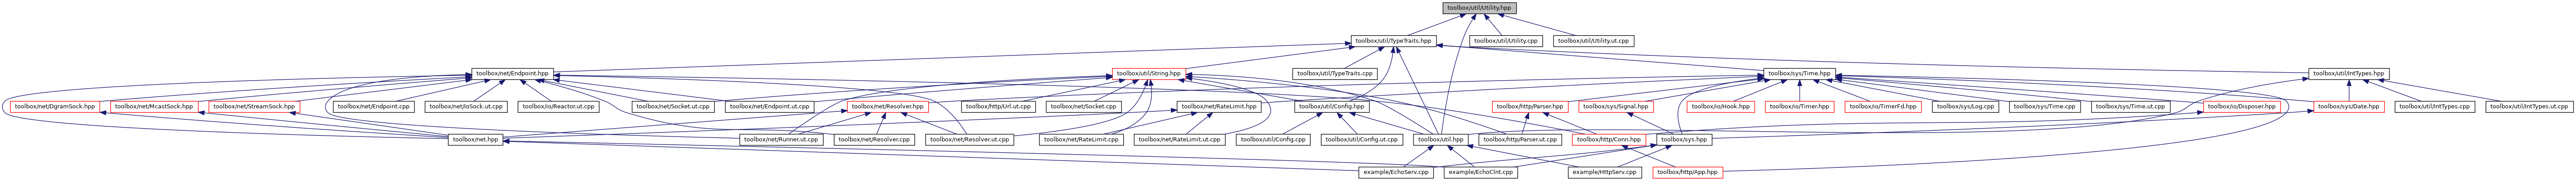 toolbox/util/Utility.hpp
toolbox/util/TypeTraits.hpp
toolbox/util/Utility.cpp
toolbox/util/Utility.ut.cpp
toolbox/net/Endpoint.hpp
toolbox/util/String.hpp
toolbox/util/TypeTraits.cpp
toolbox/sys/Time.hpp
toolbox/util/IntTypes.hpp
toolbox/net/DgramSock.hpp
toolbox/net/McastSock.hpp
toolbox/net/StreamSock.hpp
toolbox/net/Endpoint.cpp
toolbox/net/IoSock.ut.cpp
toolbox/io/Reactor.ut.cpp
toolbox/net/Socket.ut.cpp
toolbox/net/Endpoint.ut.cpp
toolbox/net/Resolver.hpp
toolbox/http/Url.ut.cpp
toolbox/net/Socket.cpp
toolbox/net/RateLimit.hpp
toolbox/util/Config.hpp
toolbox/http/Parser.hpp
toolbox/sys/Signal.hpp
toolbox/io/Hook.hpp
toolbox/io/Timer.hpp
toolbox/io/TimerFd.hpp
toolbox/sys/Log.cpp
toolbox/sys/Time.cpp
toolbox/sys/Time.ut.cpp
toolbox/io/Disposer.hpp
toolbox/sys/Date.hpp
toolbox/util/IntTypes.cpp
toolbox/util/IntTypes.ut.cpp
toolbox/net.hpp
toolbox/net/Runner.ut.cpp
toolbox/net/Resolver.cpp
toolbox/net/Resolver.ut.cpp
toolbox/net/RateLimit.cpp
toolbox/net/RateLimit.ut.cpp
toolbox/util/Config.cpp
toolbox/util/Config.ut.cpp
toolbox/util.hpp
toolbox/http/Parser.ut.cpp
toolbox/http/Conn.hpp
toolbox/sys.hpp
example/EchoServ.cpp
example/EchoClnt.cpp
example/HttpServ.cpp
toolbox/http/App.hpp